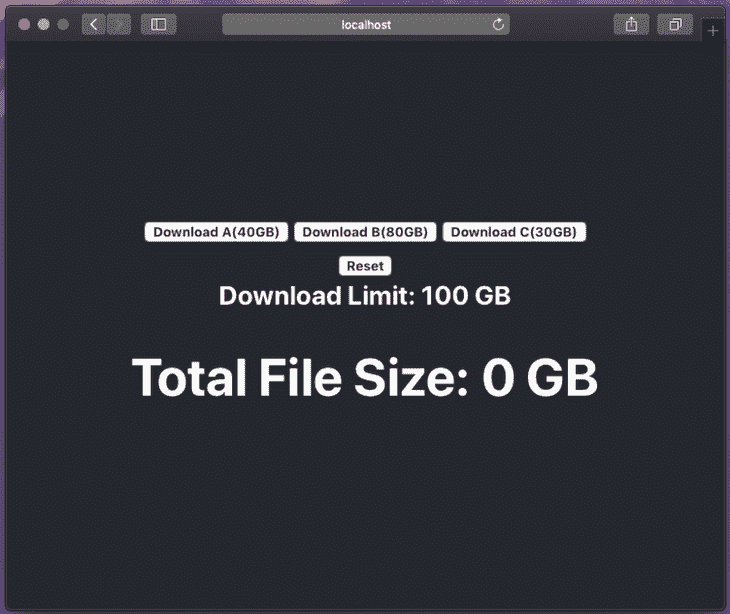 localhost
Download A(40GB) Download B(80GB) Download C(30GB)
Reset
Download Limit: 100 GB
Total File Size: 0 GB